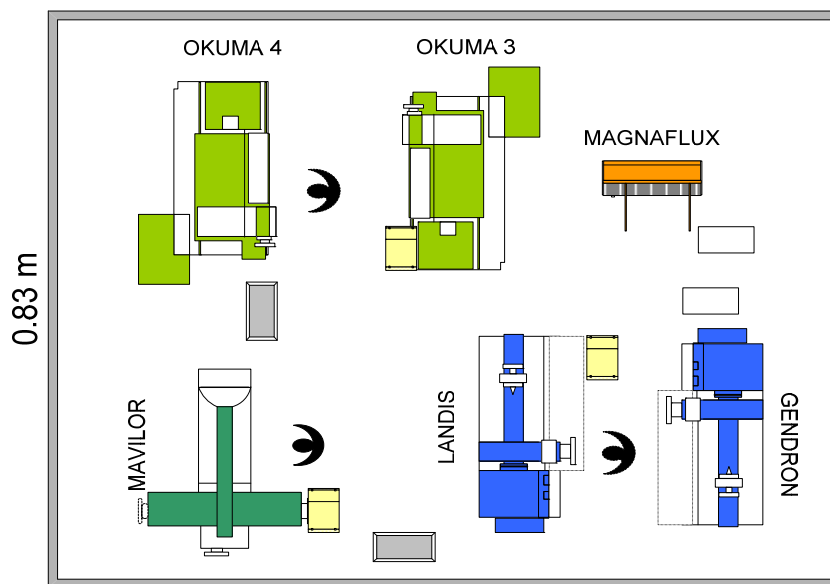 OKUMA 4
OKUMA 3
MAGNAFLUX
0.83 m
MAVILOR
LANDIS
GENDRON